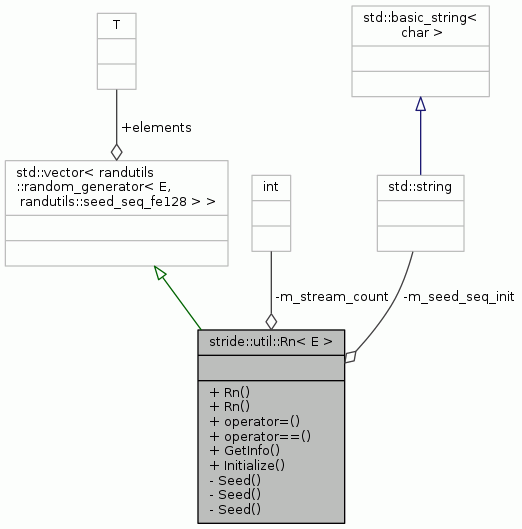 T
std::basic_string<
char >
+elements
std::vector< randutils
::random_generator< E,
randutils::seed_seq_fe128 > >
int
std::string
-m_stream_count
-m_seed_seq_init
stride::util::Rn< E >
+ Rn()
+ Rn()
+ operator=()
+ operator==()
+ GetInfo()
+ Initialize()
- Seed()
- Seed()
- Seed()